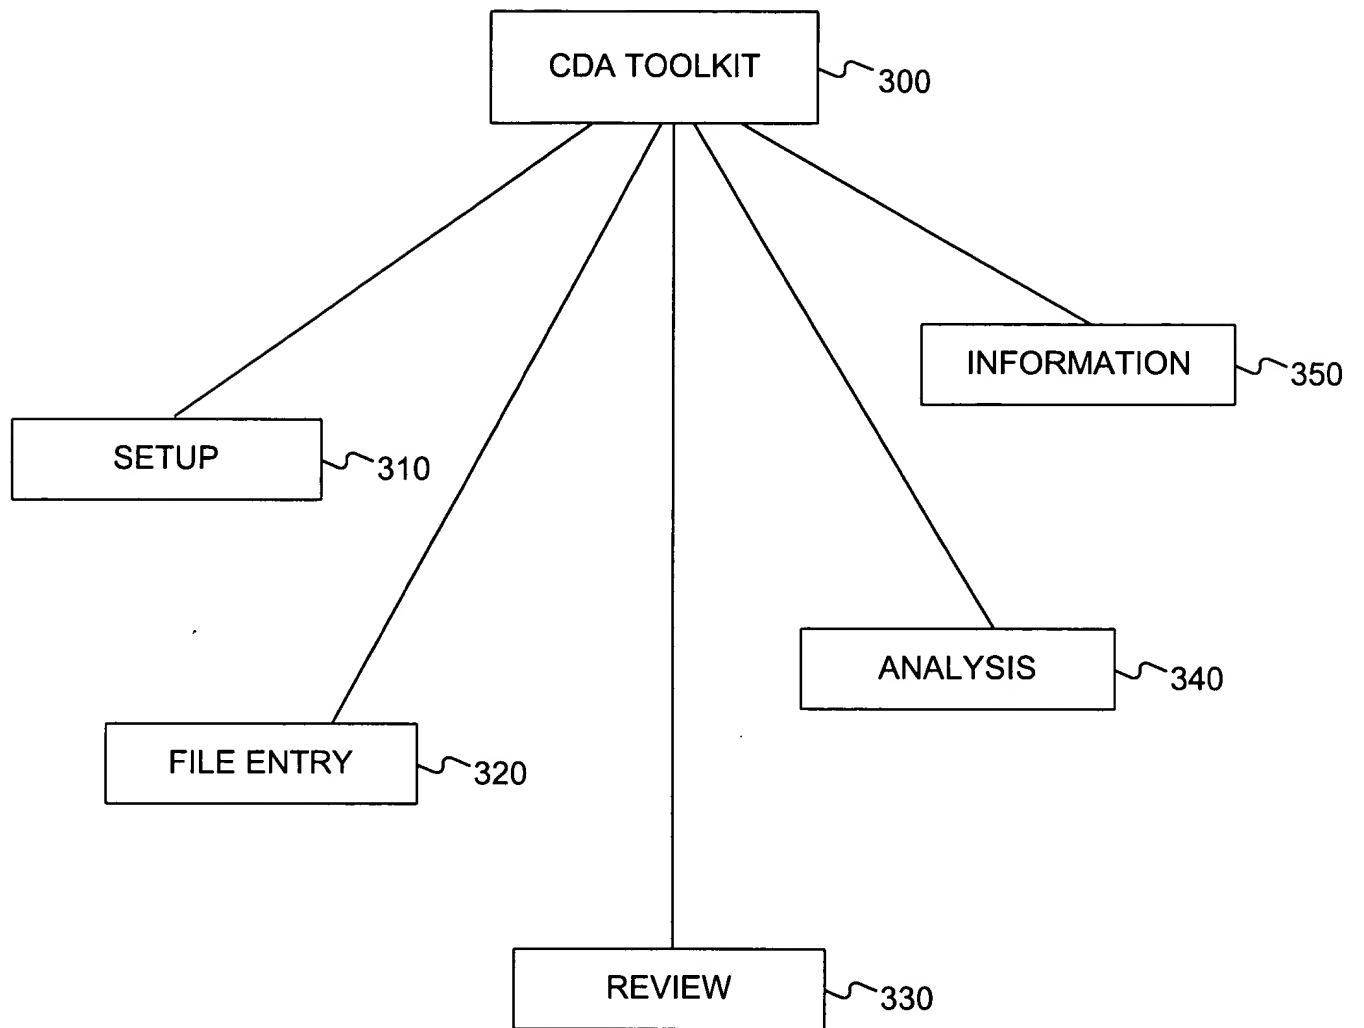 CDA TOOLKIT
300
INFORMATION
350
SETUP
310
ANALYSIS
340
FILE ENTRY
320
REVIEW
330